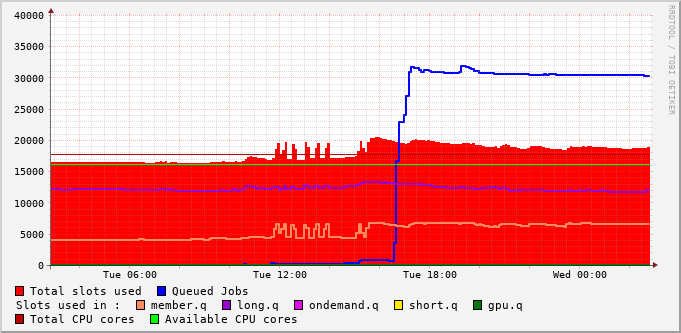 40000
35000
30000
25000
20000
15000
10000
5000
0
Tue 06:00 Tue 12:00 Tue 18:00 Wed 00:00
RRDTOOL / TOBI OETIKER
Total slots used Queued Jobs
Slots used in : member.q long.q ondemand.q short.q gpu.q
Total CPU cores Available CPU cores